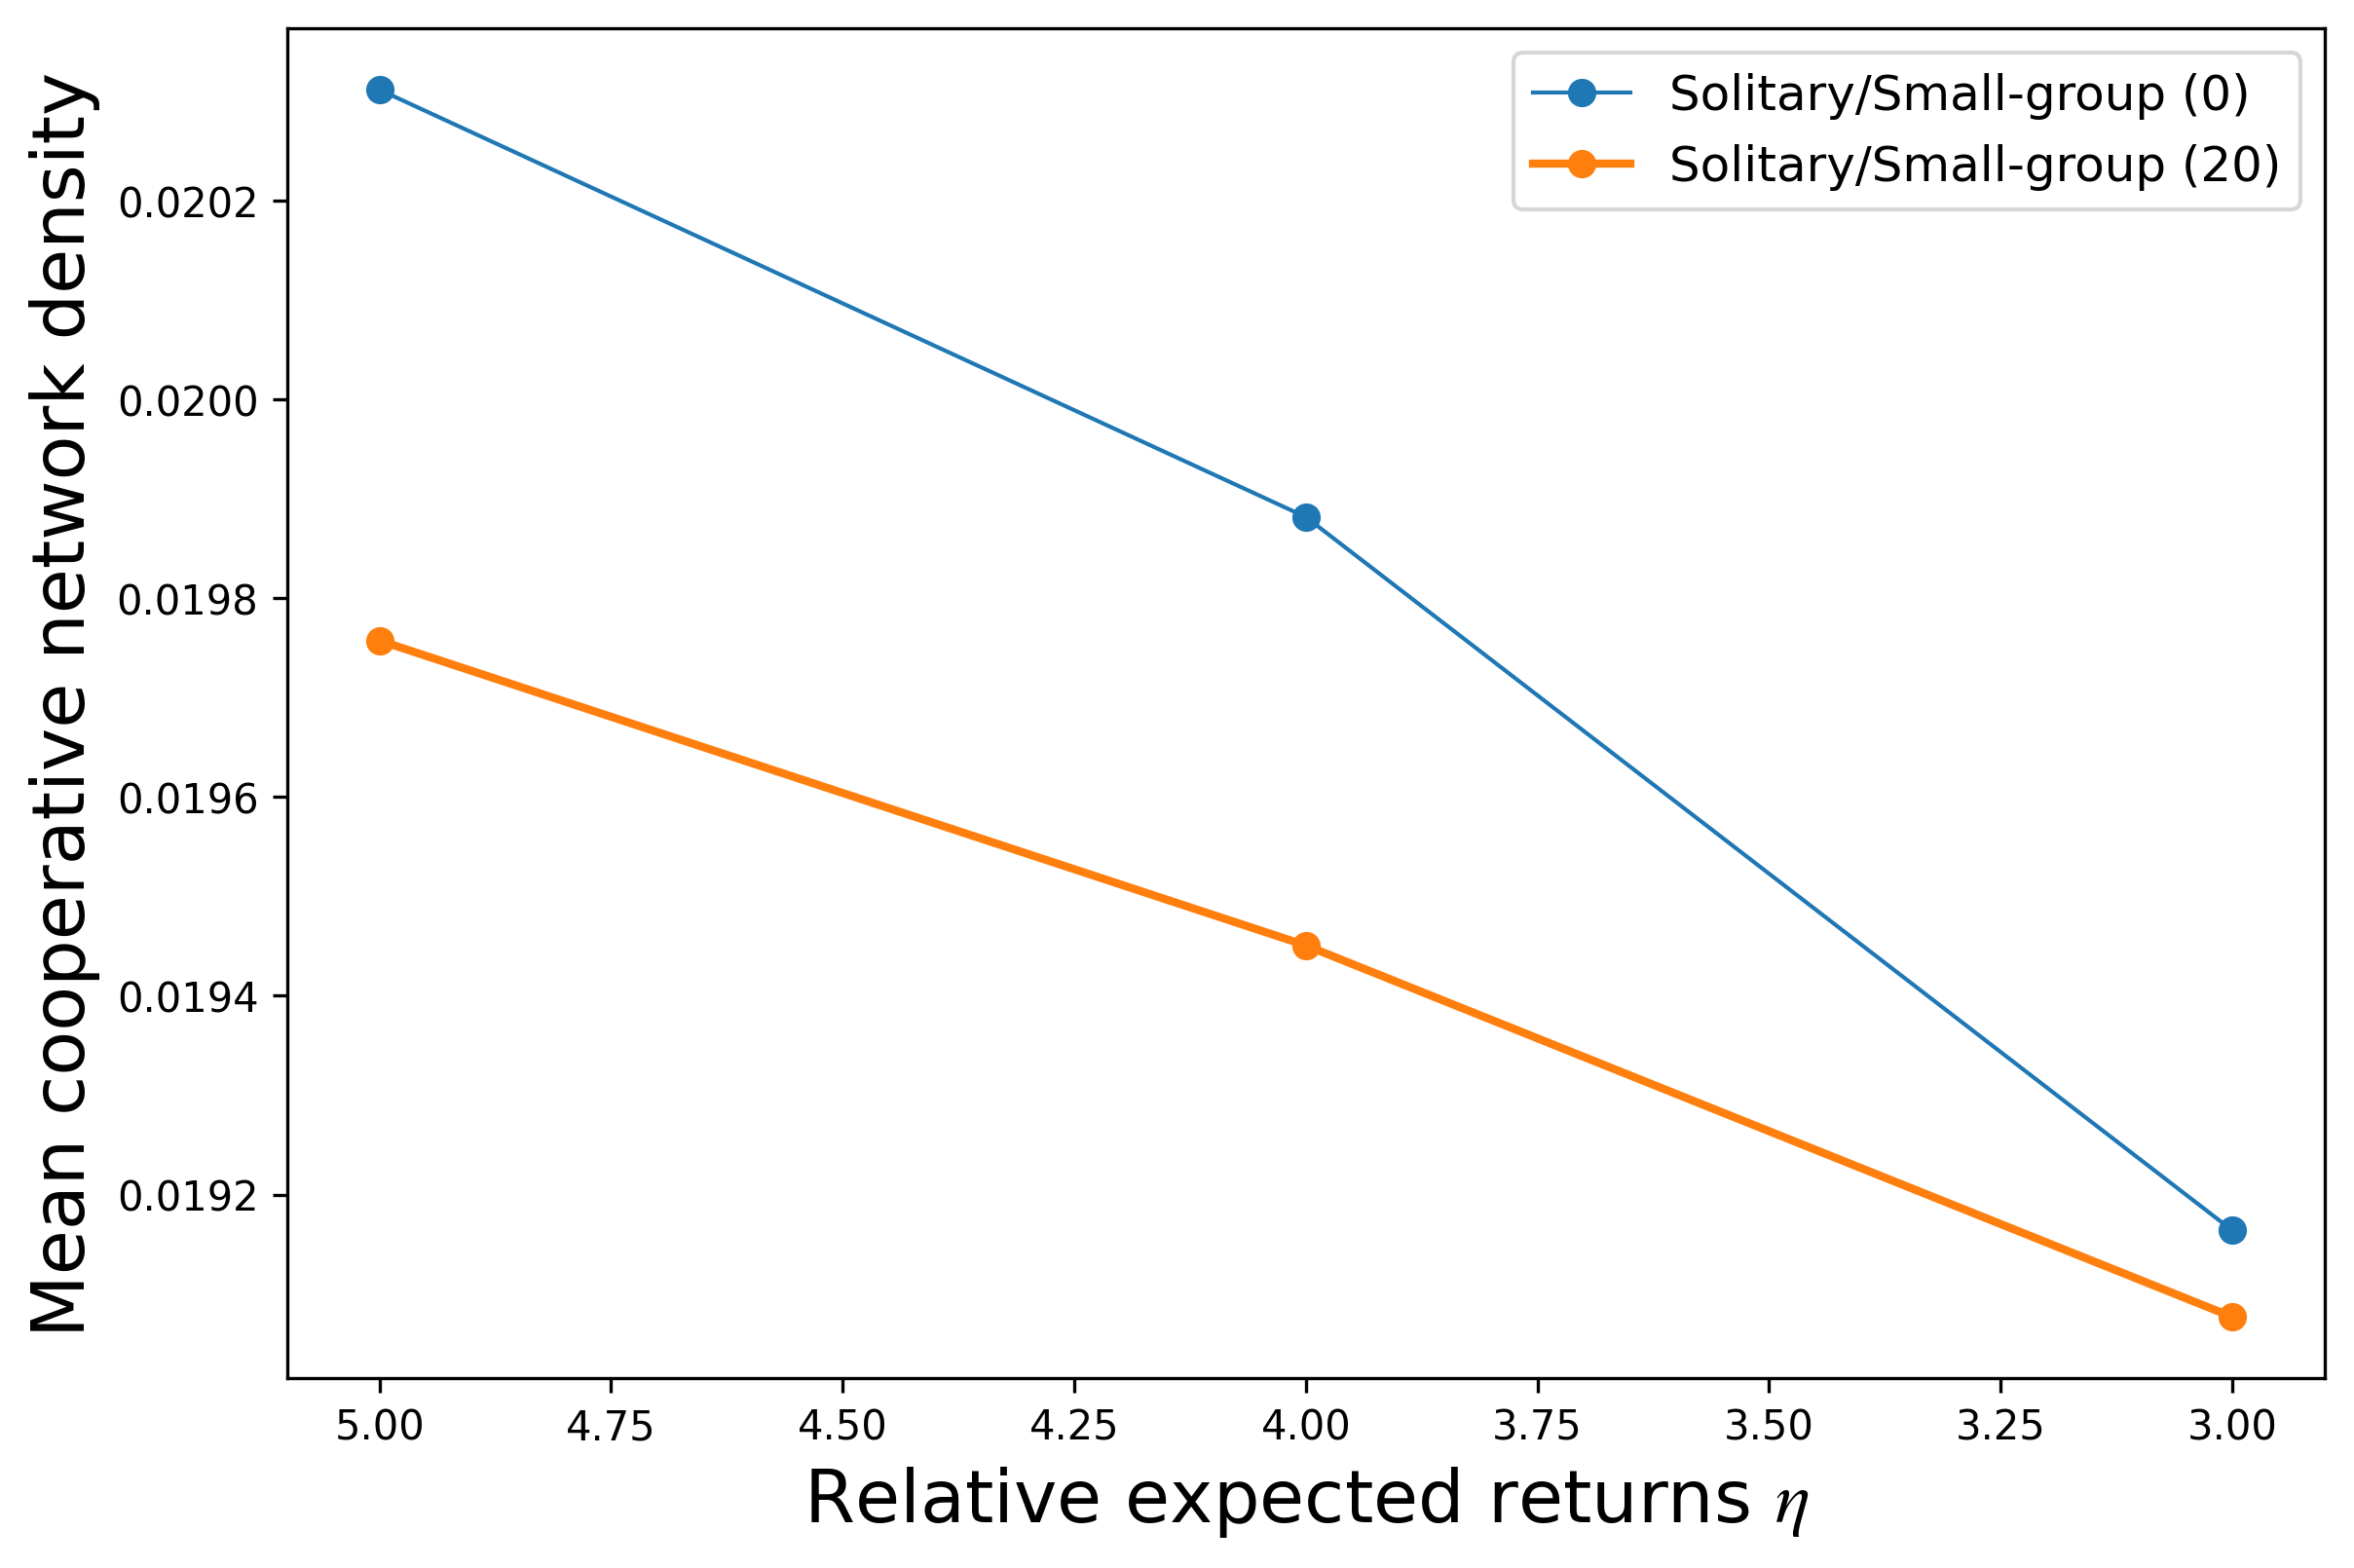 Solitary/Small-group (0)
Solitary/Small-group (20)
Mean cooperative network density
0.0202
0.0200
0.0198
0.0196
0.0194
0.0192
5.00 4.75 4.50 4.25 4.00 3.75 3.50 3.25 3.00
Relative expected returns η